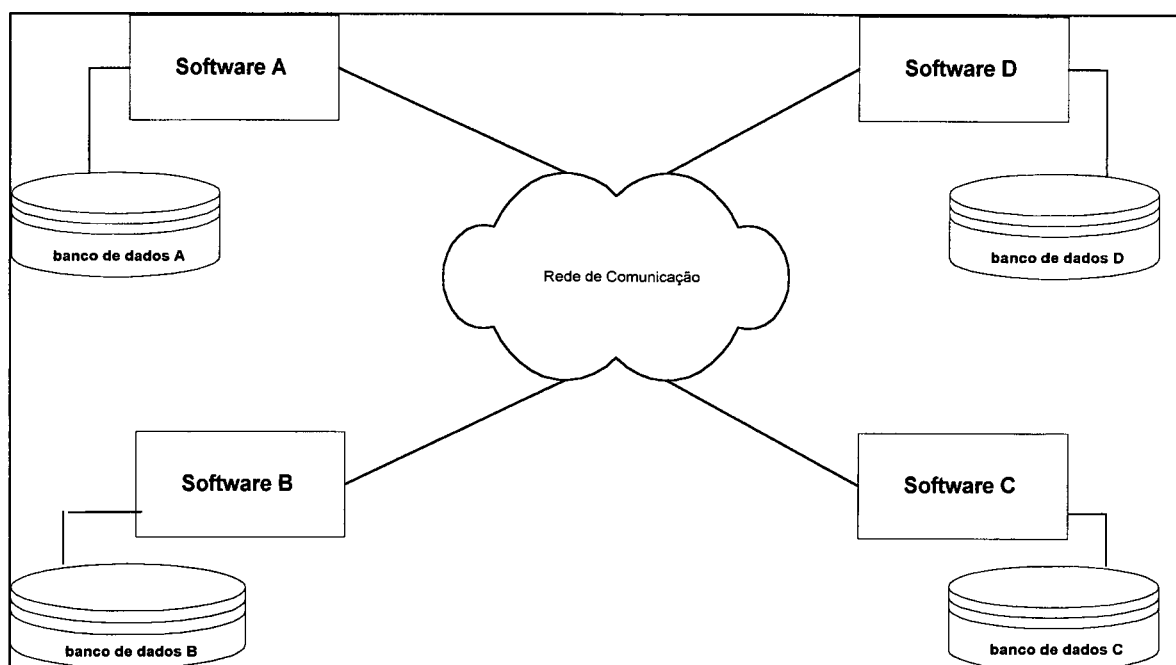 Software A
Software D
banco de dados A
banco de dados D
Rede de Comunicação
Software B
Software C
banco de dados B
banco de dados C